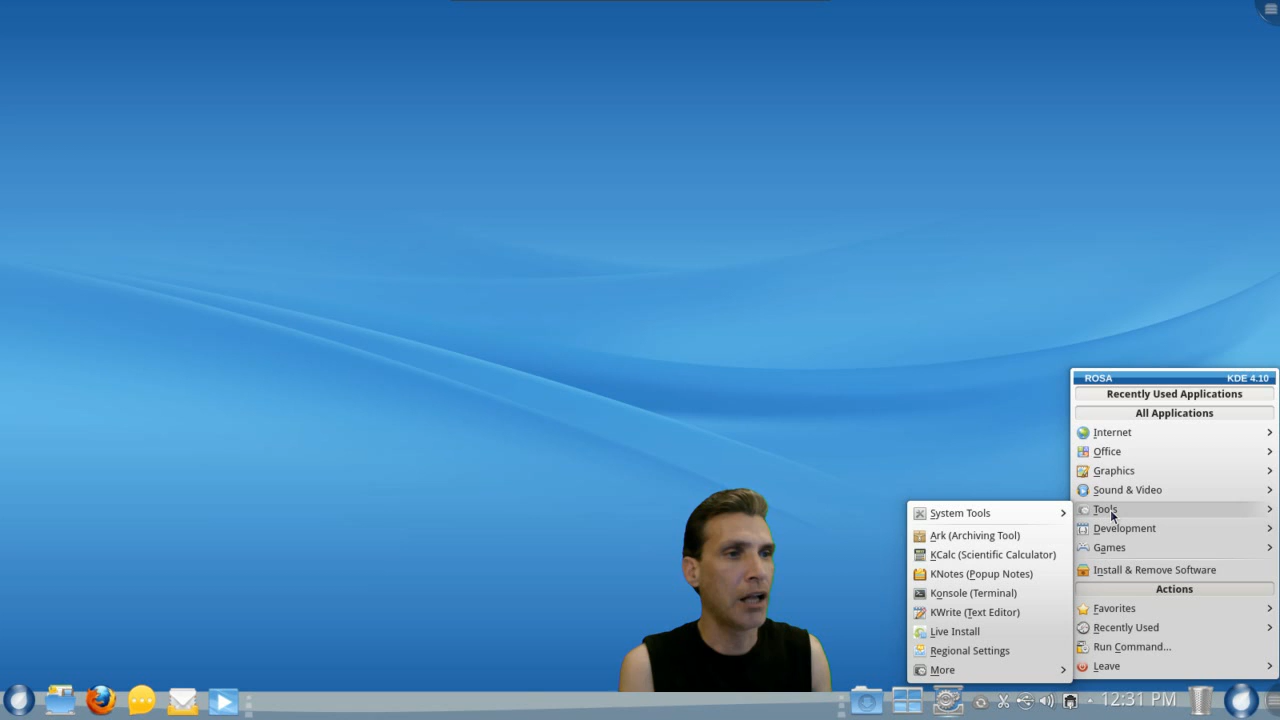 ROSA KDE 4.10
Recently Used Applications
All Applications
Internet
Office
Graphics
Sound & Video
Tools
Development
Games
Install & Remove Software
Actions
Favorites
Recently Used
Run Command...
Leave
System Tools
Ark (Archiving Tool)
KCalc (Scientific Calculator)
KNotes (Popup Notes)
Konsole (Terminal)
KWrite (Text Editor)
Live Install
Regional Settings
More
12:31 PM